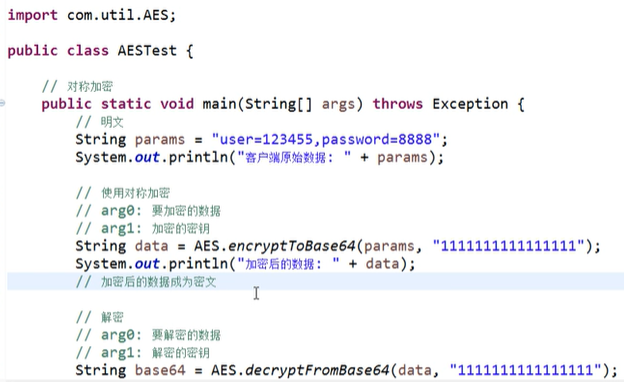 import com.util.AES;
public class AESTest {
// 对称加密
public static void main(String[] args) throws Exception {
// 明文
String params = "user=123455,password=8888";
System.out.println("客户端原始数据: " + params);
// 使用对称加密
// arg0: 要加密的数据
// arg1: 加密的密钥
String data = AES.encryptToBase64(params, "1111111111111111");
System.out.println("加密后的数据: " + data);
// 加密后的数据成为密文
// 解密
// arg0: 要解密的数据
// arg1: 解密的密钥
String base64 = AES.decryptFromBase64(data, "1111111111111111");